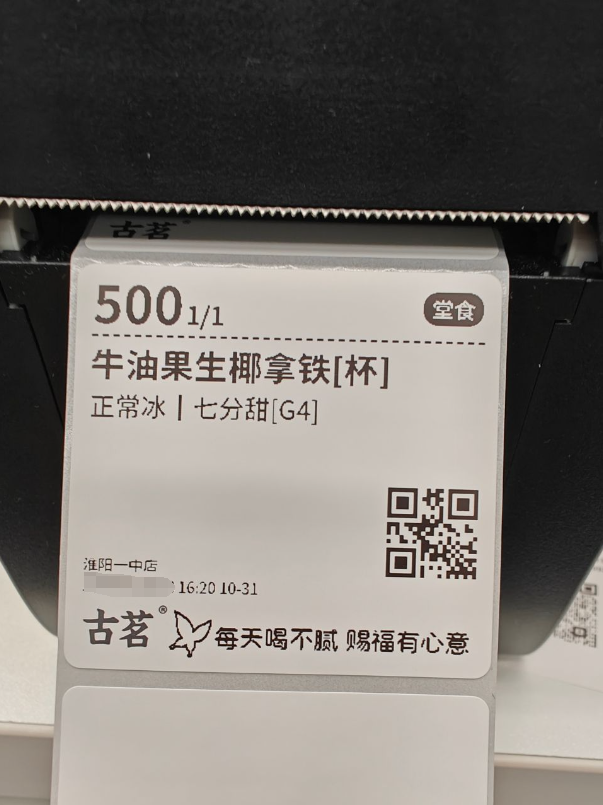 古茗
500 1/1 堂食
牛油果生椰拿铁[杯]
正常冰 | 七分甜[G4]
淮阳一中店
16:20 10-31
古茗® 每天喝不腻 赐福有心意